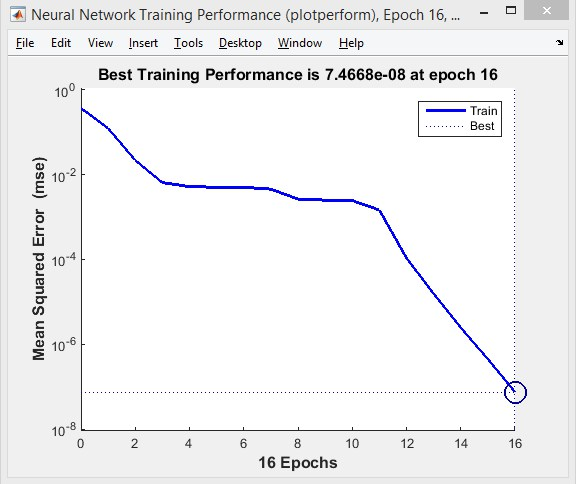 Neural Network Training Performance (plotperform), Epoch 16, ...
File Edit View Insert Tools Desktop Window Help
Best Training Performance is 7.4668e-08 at epoch 16
Train
Best
Mean Squared Error (mse)
10^0
10^-2
10^-4
10^-6
10^-8
0 2 4 6 8 10 12 14 16
16 Epochs